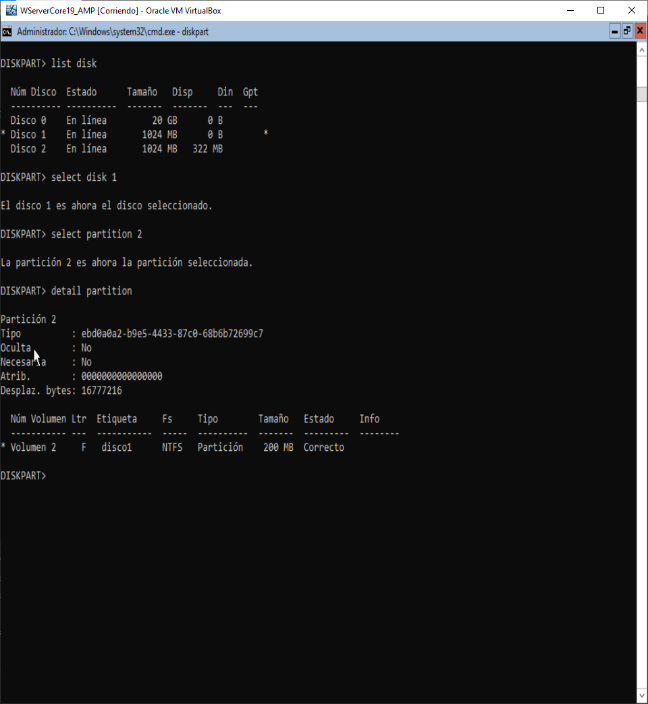 WServerCore19_AMP [Corriendo] - Oracle VM VirtualBox
Administrador: C:\Windows\system32\cmd.exe - diskpart
DISKPART> list disk
Núm Disco  Estado      Tamaño   Disp     Din  Gpt
---------- ----------  -------  -------  ---  ---
Disco 0    En línea      20 GB      0 B
* Disco 1    En línea    1024 MB      0 B        *
Disco 2    En línea    1024 MB   322 MB
DISKPART> select disk 1
El disco 1 es ahora el disco seleccionado.
DISKPART> select partition 2
La partición 2 es ahora la partición seleccionada.
DISKPART> detail partition
Partición 2
Tipo          : ebd0a0a2-b9e5-4433-87c0-68b6b72699c7
Oculta        : No
Necesaria     : No
Atrib.        : 0000000000000000
Desplaz. bytes: 16777216
Núm Volumen Ltr  Etiqueta     Fs     Tipo        Tamaño   Estado     Info
----------- ---  -----------  -----  ----------  -------  ---------  --------
* Volumen 2     F   disco1       NTFS   Partición    200 MB  Correcto
DISKPART>